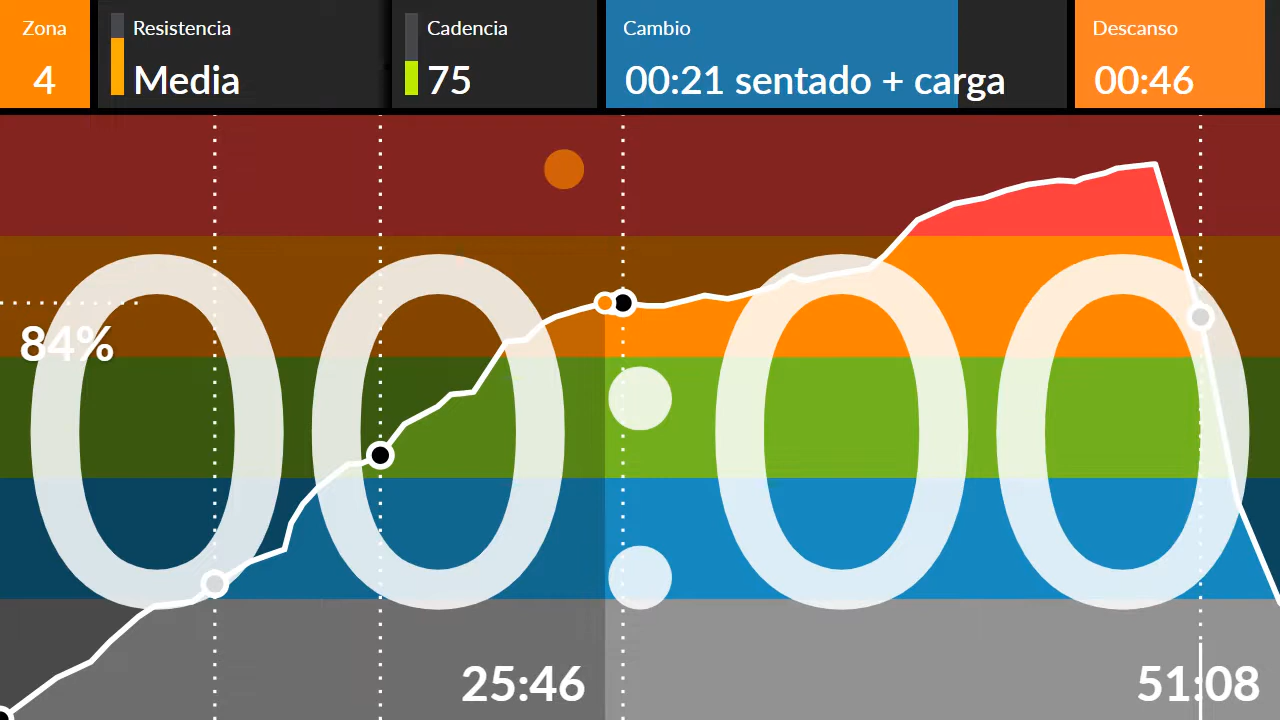 Zona
4
Resistencia
Media
Cadencia
75
Cambio
00:21 sentado + carga
Descanso
00:46
00:00
84%
25:46
51:08